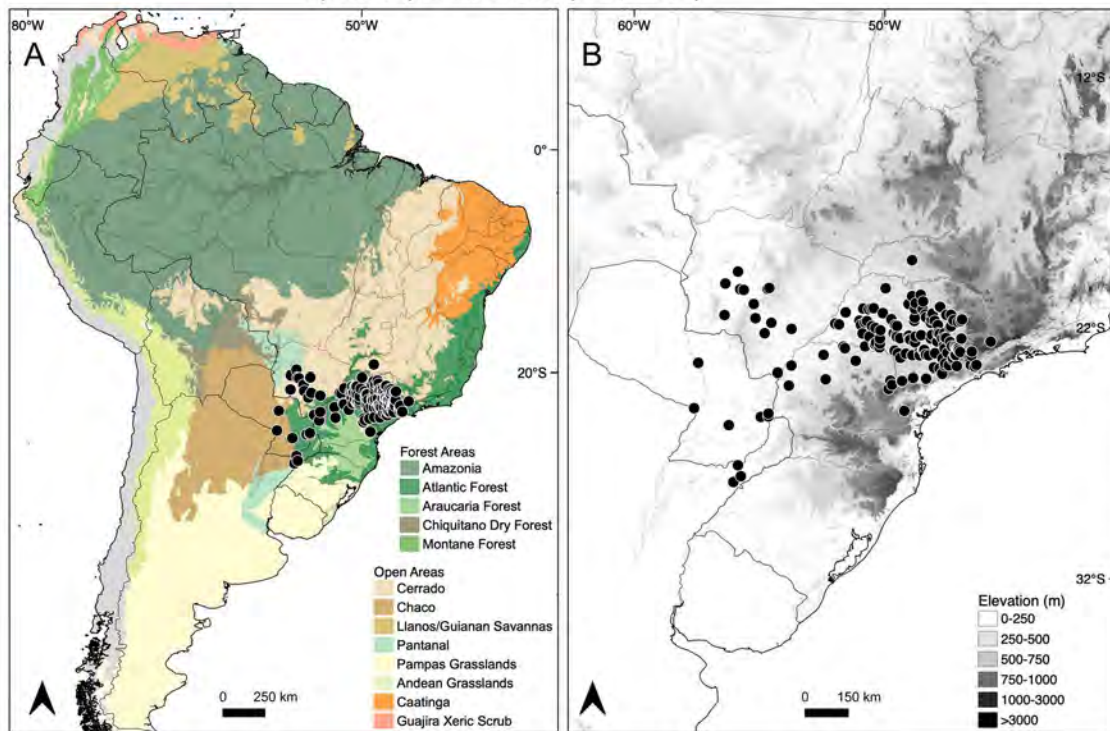 A
80°W
50°W
0°
20°S
Forest Areas
Amazonia
Atlantic Forest
Araucaria Forest
Chiquitano Dry Forest
Montane Forest
Open Areas
Cerrado
Chaco
Llanos/Guianan Savannas
Pantanal
Pampas Grasslands
Andean Grasslands
Caatinga
Guajira Xeric Scrub
0 250 km
B
60°W
50°W
12°S
22°S
32°S
Elevation (m)
0-250
250-500
500-750
750-1000
1000-3000
>3000
0 150 km